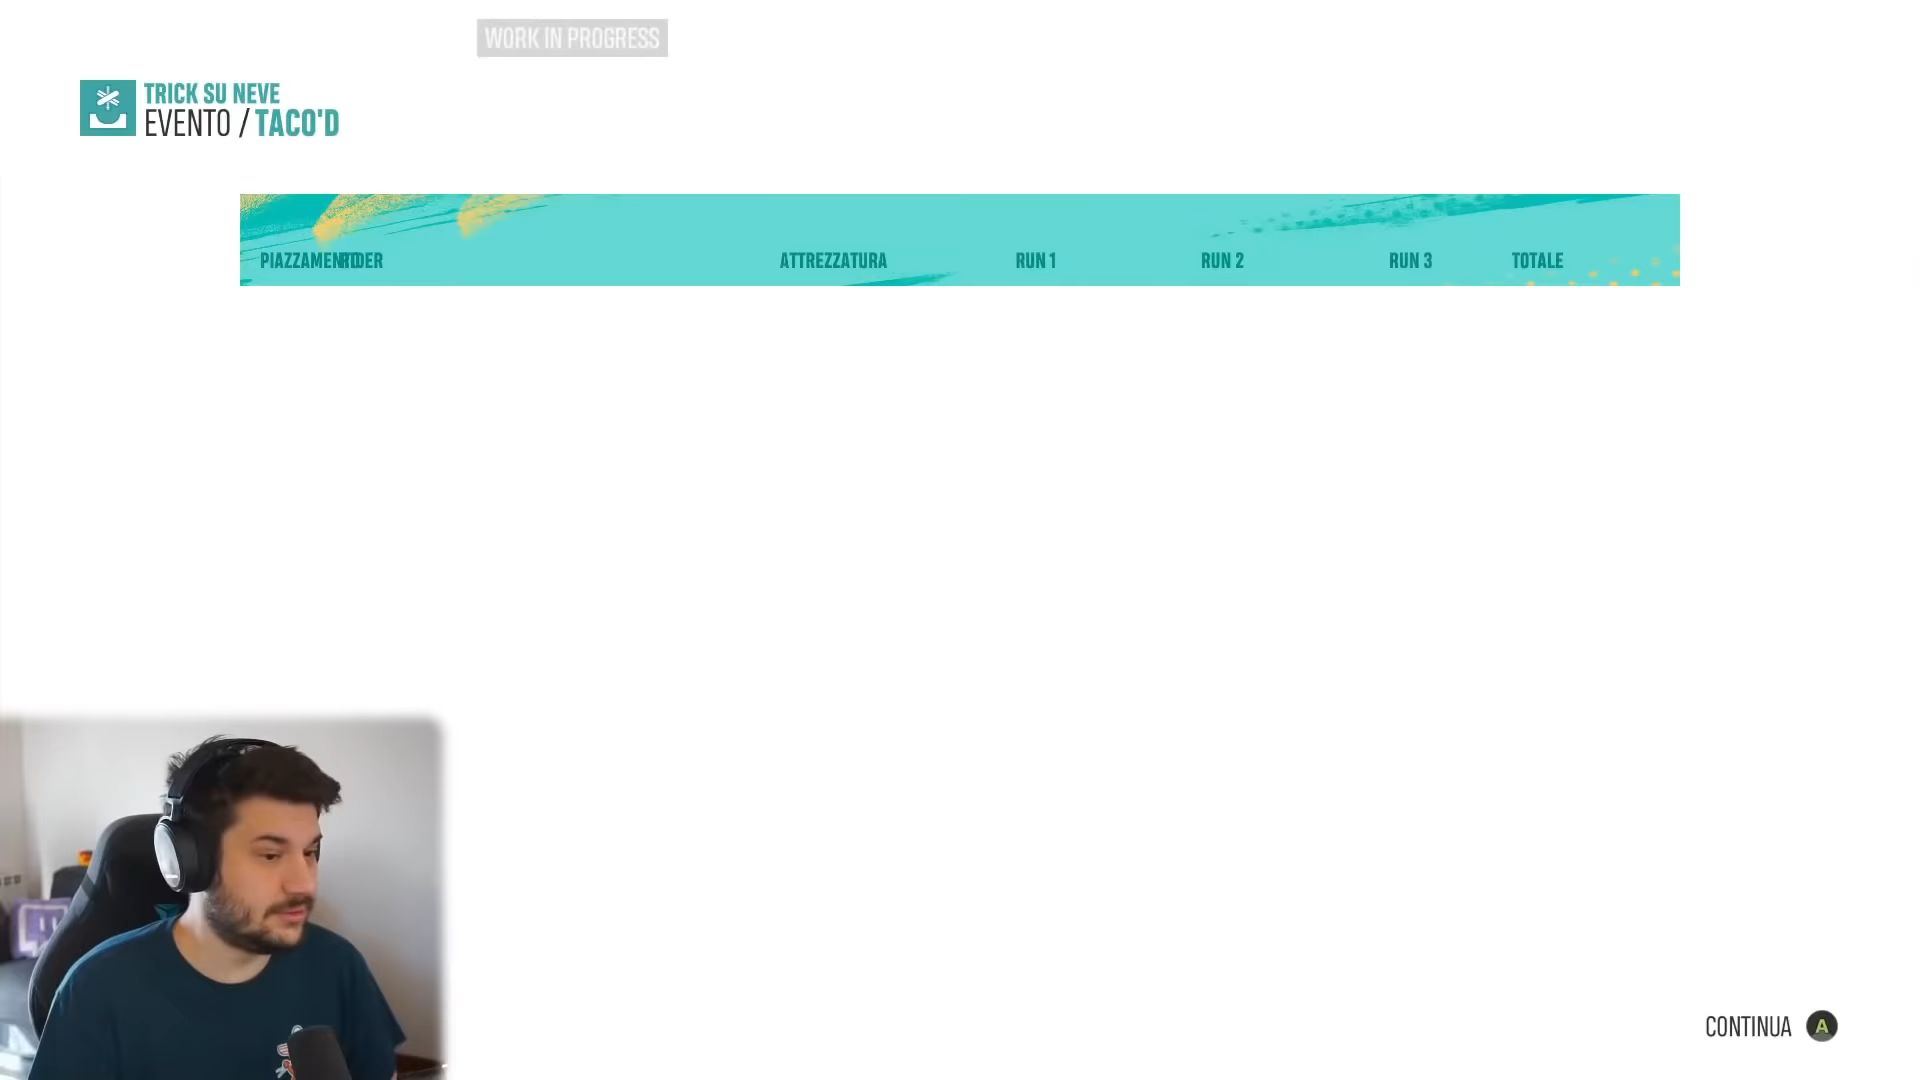 WORK IN PROGRESS
TRICK SU NEVE
EVENTO / TACO'D
PIAZZAMENTO RIDER ATTREZZATURA RUN 1 RUN 2 RUN 3 TOTALE
CONTINUA A